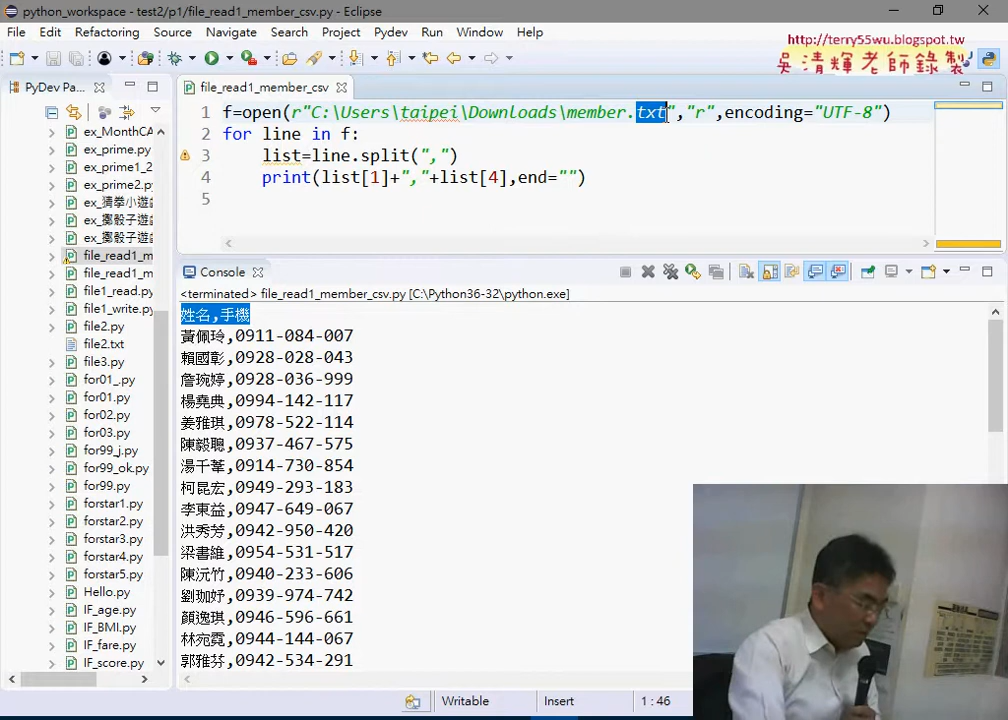 python_workspace - test2/p1/file_read1_member_csv.py - Eclipse
File Edit Refactoring Source Navigate Search Project Pydev Run Window Help
http://terry55wu.blogspot.tw
吳清輝老師錄製
PyDev Pa...
file_read1_member_csv
ex_MonthCA
ex_prime.py
ex_prime1_2
ex_prime2.py
ex_猜拳小遊
ex_擲骰子遊
ex_擲骰子遊
file_read1_m
file_read1_m
file1_read.py
file1_write.py
file2.py
file2.txt
file3.py
for01_.py
for01.py
for02.py
for03.py
for99_j.py
for99_ok.py
for99.py
forstar1.py
forstar2.py
forstar3.py
forstar4.py
forstar5.py
Hello.py
IF_age.py
IF_BMI.py
IF_fare.py
IF_score.py
1 f=open(r"C:\Users\taipei\Downloads\member.txt","r",encoding="UTF-8")
2 for line in f:
3 list=line.split(",")
4 print(list[1]+","+list[4],end="")
5
Console
<terminated> file_read1_member_csv.py [C:\Python36-32\python.exe]
姓名,手機
黃佩玲,0911-084-007
賴國彰,0928-028-043
詹琬婷,0928-036-999
楊堯典,0994-142-117
姜雅琪,0978-522-114
陳毅聰,0937-467-575
湯千菶,0914-730-854
柯昆宏,0949-293-183
李東益,0947-649-067
洪秀芳,0942-950-420
梁書維,0954-531-517
陳沅竹,0940-233-606
劉珈妤,0939-974-742
顏逸琪,0946-596-661
林宛霓,0944-144-067
郭雅芬,0942-534-291
Writable Insert 1 : 46